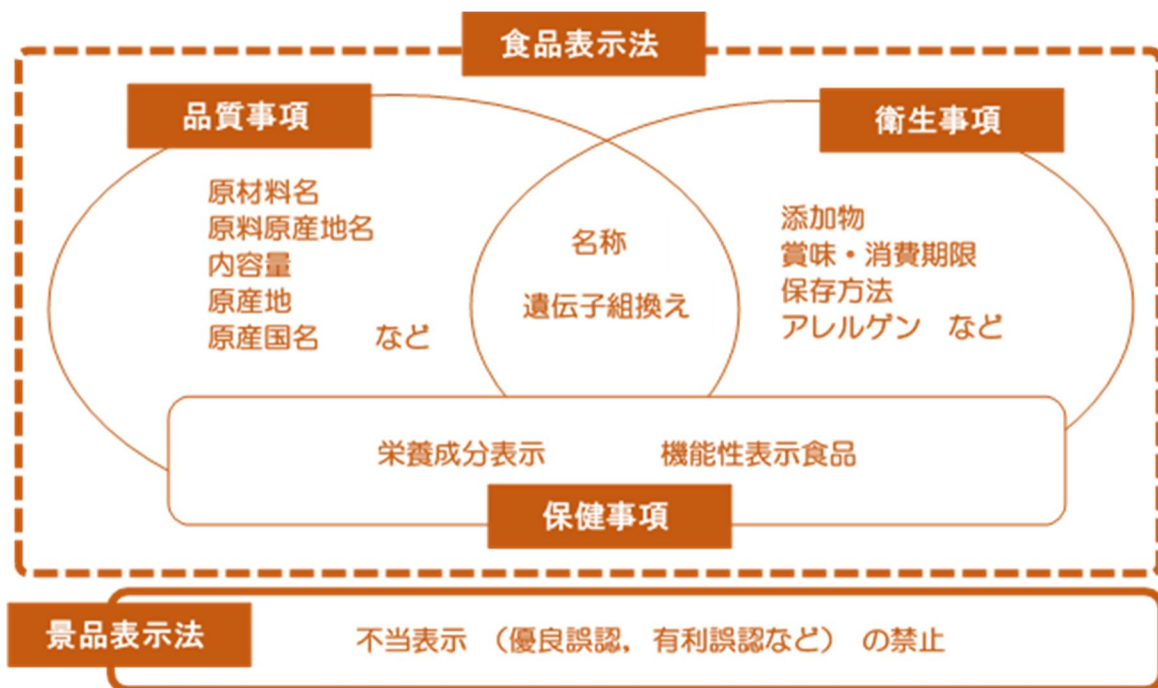 食品表示法
品質事項
衛生事項
原材料名
原料原産地名
内容量
原産地
原産国名　など
名称
遺伝子組換え
添加物
賞味・消費期限
保存方法
アレルゲン　など
栄養成分表示　機能性表示食品
保健事項
景品表示法
不当表示　（優良誤認，有利誤認など）　の禁止